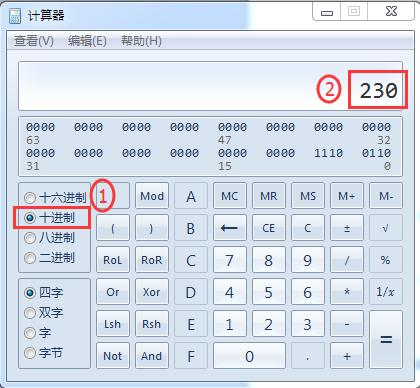 计算器
查看(V) 编辑(E) 帮助(H)
② 230
0000 0000 0000 0000 0000 0000 0000 0000
63 47 32
0000 0000 0000 0000 0000 0000 1110 0110
31 15 0
十六进制 ①
十进制
八进制
二进制
四字
双字
字
字节
Mod A MC MR MS M+ M-
( ) B ← CE C ± √
RoL RoR C 7 8 9 / %
Or Xor D 4 5 6 * 1/x
Lsh Rsh E 1 2 3 - =
Not And F 0 . +